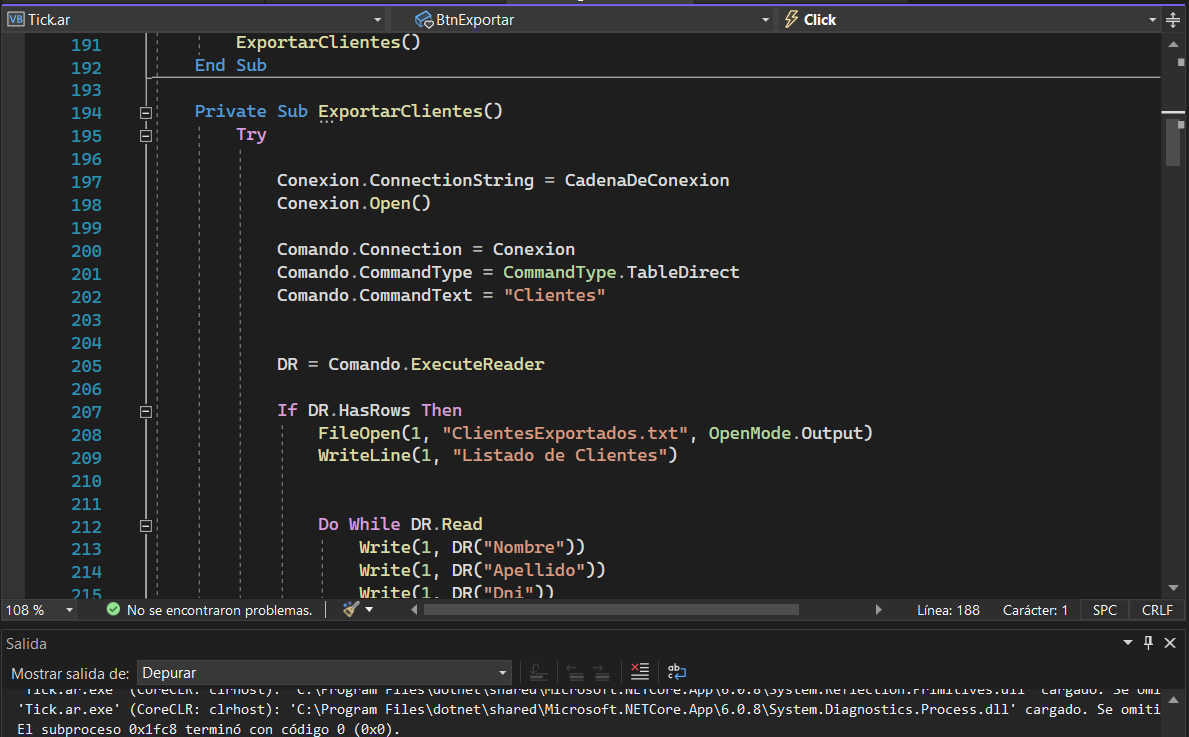 VB Tick.ar BtnExportar Click
191 ExportarClientes()
192 End Sub
193
194 Private Sub ExportarClientes()
195 Try
196
197 Conexion.ConnectionString = CadenaDeConexion
198 Conexion.Open()
199
200 Comando.Connection = Conexion
201 Comando.CommandType = CommandType.TableDirect
202 Comando.CommandText = "Clientes"
203
204
205 DR = Comando.ExecuteReader
206
207 If DR.HasRows Then
208 FileOpen(1, "ClientesExportados.txt", OpenMode.Output)
209 WriteLine(1, "Listado de Clientes")
210
211
212 Do While DR.Read
213 Write(1, DR("Nombre"))
214 Write(1, DR("Apellido"))
215 Write(1, DR("Dni"))
108 % No se encontraron problemas. Línea: 188 Carácter: 1 SPC CRLF
Salida
Mostrar salida de: Depurar
'Tick.ar.exe' (CoreCLR: clrhost): 'C:\Program Files\dotnet\shared\Microsoft.NETCore.App\6.0.8\System.Reflection.Primitives.dll' cargado. Se omi
'Tick.ar.exe' (CoreCLR: clrhost): 'C:\Program Files\dotnet\shared\Microsoft.NETCore.App\6.0.8\System.Diagnostics.Process.dll' cargado. Se omiti
El subproceso 0x1fc8 terminó con código 0 (0x0).